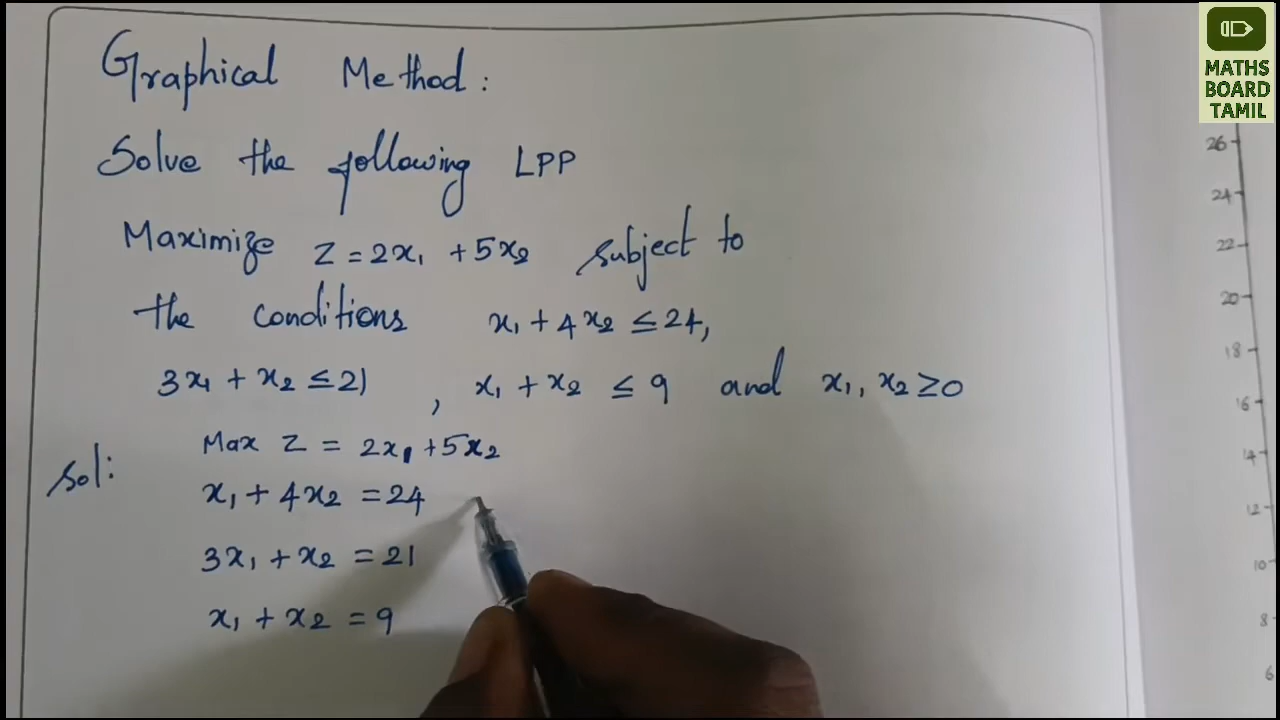 Graphical Method:
Solve the following LPP
Maximize Z = 2x₁ + 5x₂ subject to
the conditions x₁ + 4x₂ ≤ 24,
3x₁ + x₂ ≤ 21, x₁ + x₂ ≤ 9 and x₁, x₂ ≥ 0
Sol: Max Z = 2x₁ + 5x₂
x₁ + 4x₂ = 24
3x₁ + x₂ = 21
x₁ + x₂ = 9
MATHS
BOARD
TAMIL
26
24
22
20
18
16
14
12
10
8
6